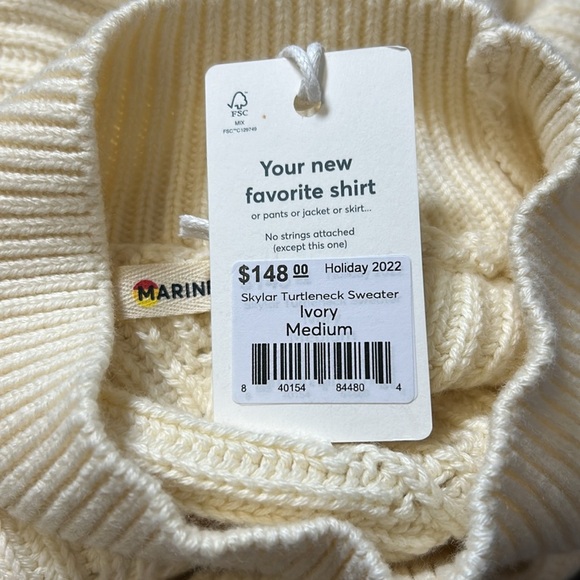 FSC
MIX
Your new
favorite shirt
or pants or jacket or skirt...
No strings attached
(except this one)
$148 00 Holiday 2022
Skylar Turtleneck Sweater
Ivory
Medium
8 40154 84480 4
MARIN